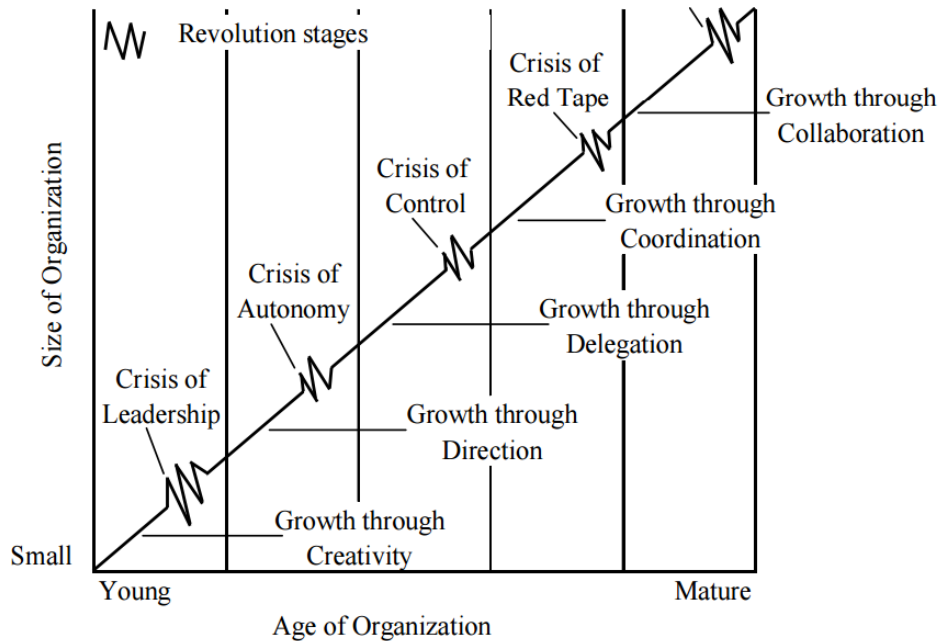 Revolution stages
Crisis of
Red Tape
Growth through
Collaboration
Crisis of
Control
Growth through
Coordination
Size of Organization
Crisis of
Autonomy
Growth through
Delegation
Crisis of
Leadership
Growth through
Direction
Growth through
Creativity
Small
Young
Mature
Age of Organization